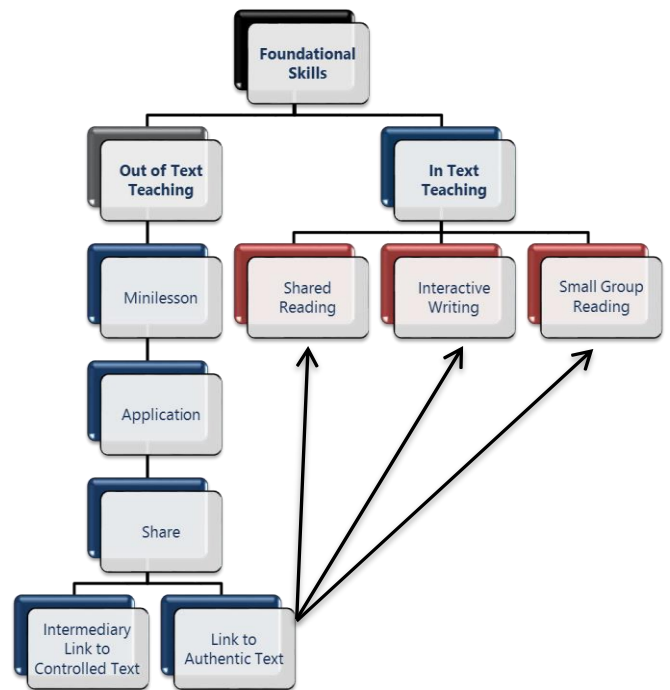 Foundational
Skills
Out of Text
Teaching
In Text
Teaching
Minilesson
Shared
Reading
Interactive
Writing
Small Group
Reading
Application
Share
Intermediary
Link to
Controlled Text
Link to
Authentic Text